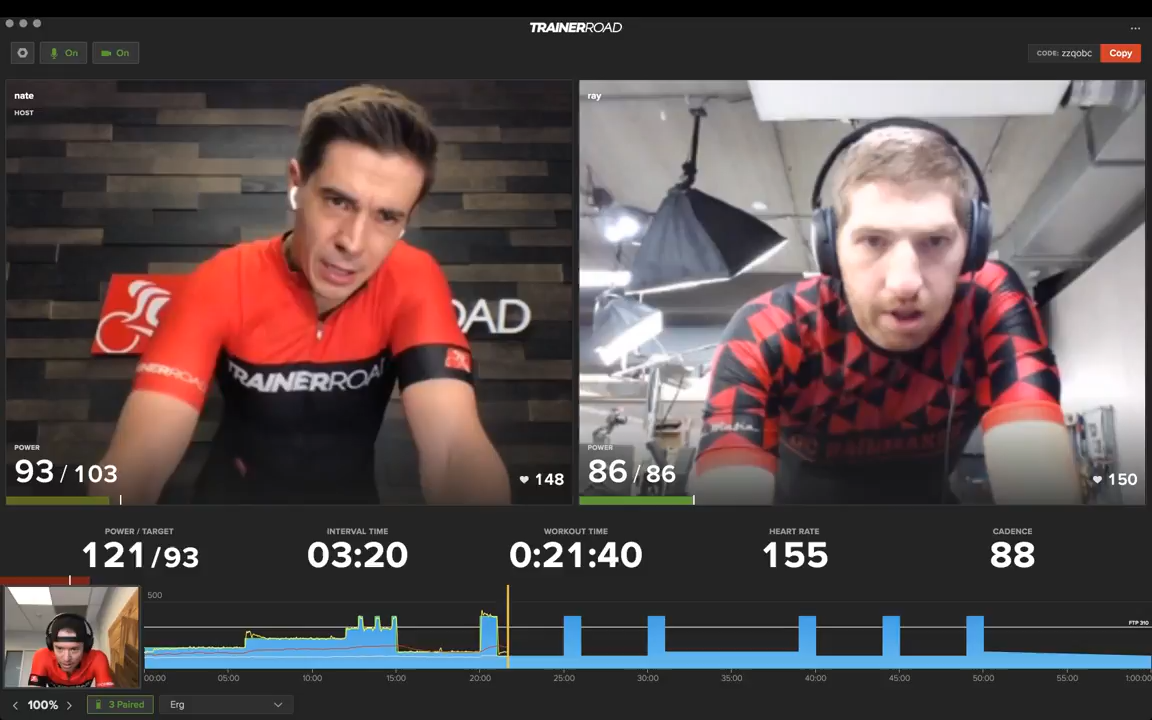 TRAINERROAD
...
On
On
CODE: zzqobc
Copy
nate
HOST
ray
OAD
TRAINERROAD
TRAINERROA
POWER
93 / 103
148
POWER
86 / 86
150
POWER / TARGET
INTERVAL TIME
WORKOUT TIME
HEART RATE
CADENCE
121/93
03:20
0:21:40
155
88
500
FTP 310
00:00
05:00
10:00
15:00
20:00
25:00
30:00
35:00
40:00
45:00
50:00
55:00
1:00:00
< 100% >
3 Paired
Erg